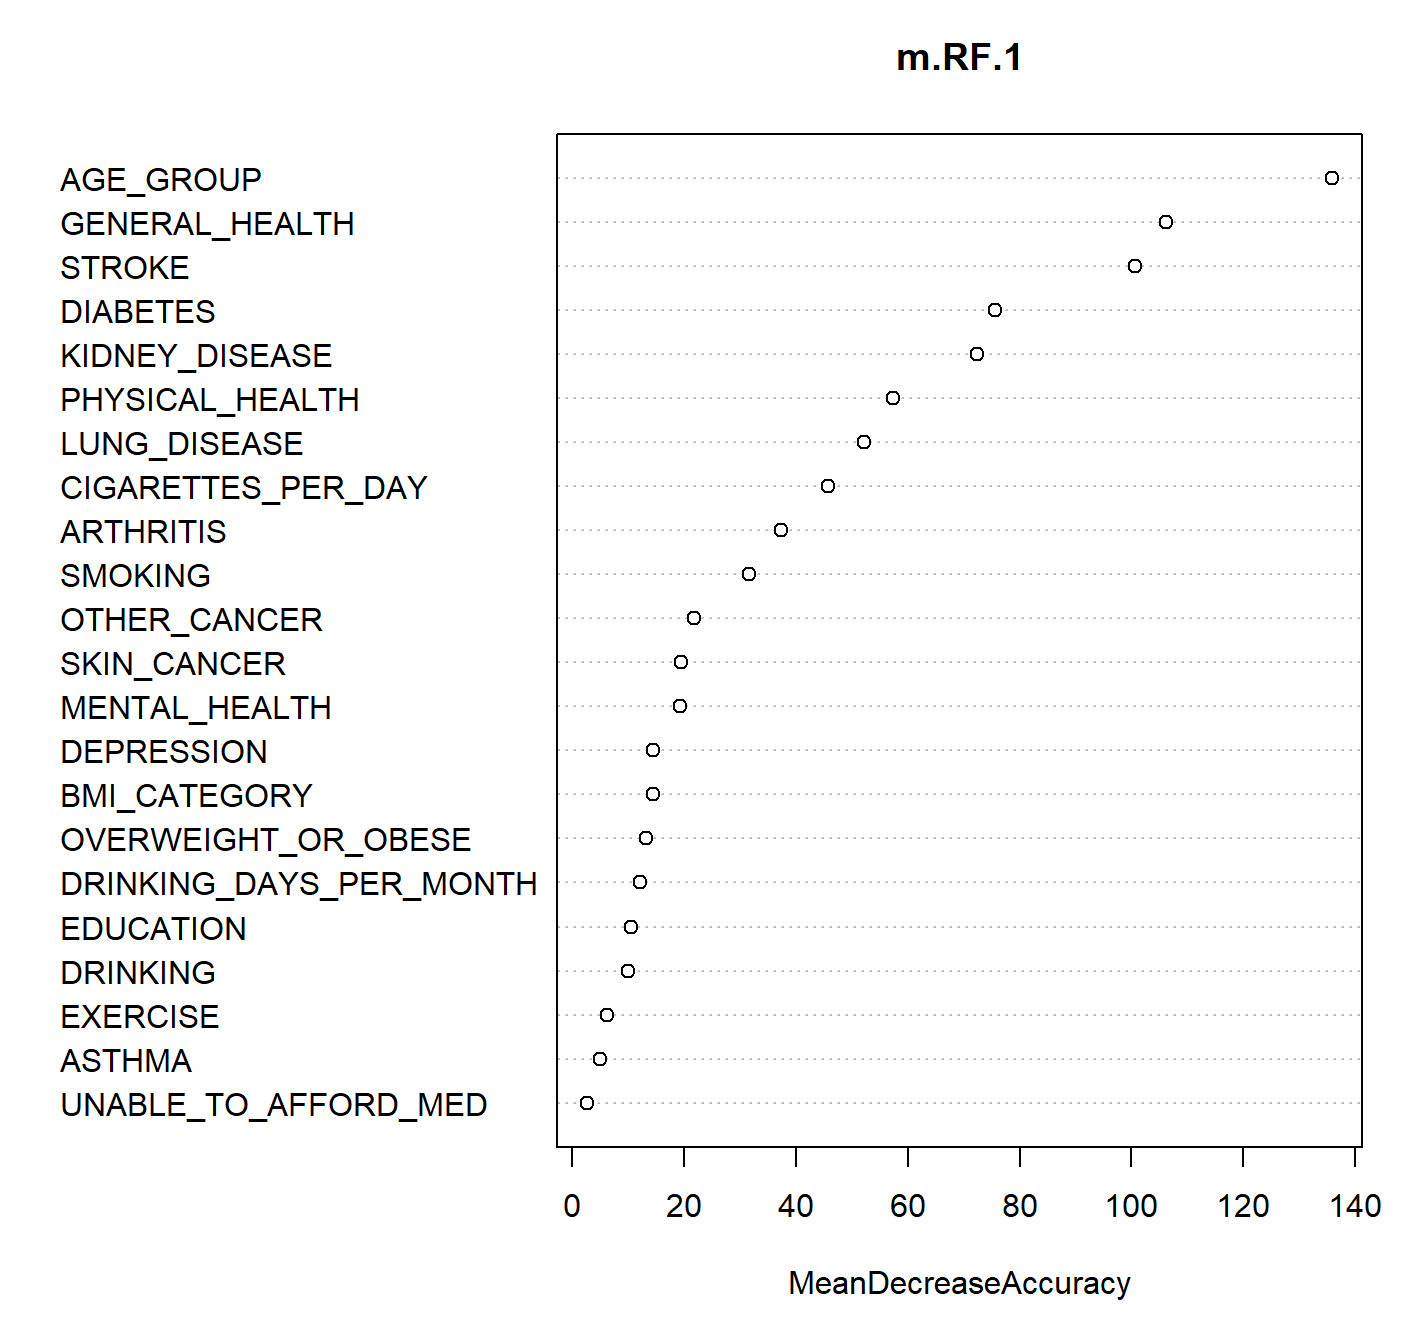 m.RF.1
AGE_GROUP
GENERAL_HEALTH
STROKE
DIABETES
KIDNEY_DISEASE
PHYSICAL_HEALTH
LUNG_DISEASE
CIGARETTES_PER_DAY
ARTHRITIS
SMOKING
OTHER_CANCER
SKIN_CANCER
MENTAL_HEALTH
DEPRESSION
BMI_CATEGORY
OVERWEIGHT_OR_OBESE
DRINKING_DAYS_PER_MONTH
EDUCATION
DRINKING
EXERCISE
ASTHMA
UNABLE_TO_AFFORD_MED
0 20 40 60 80 100 120 140
MeanDecreaseAccuracy